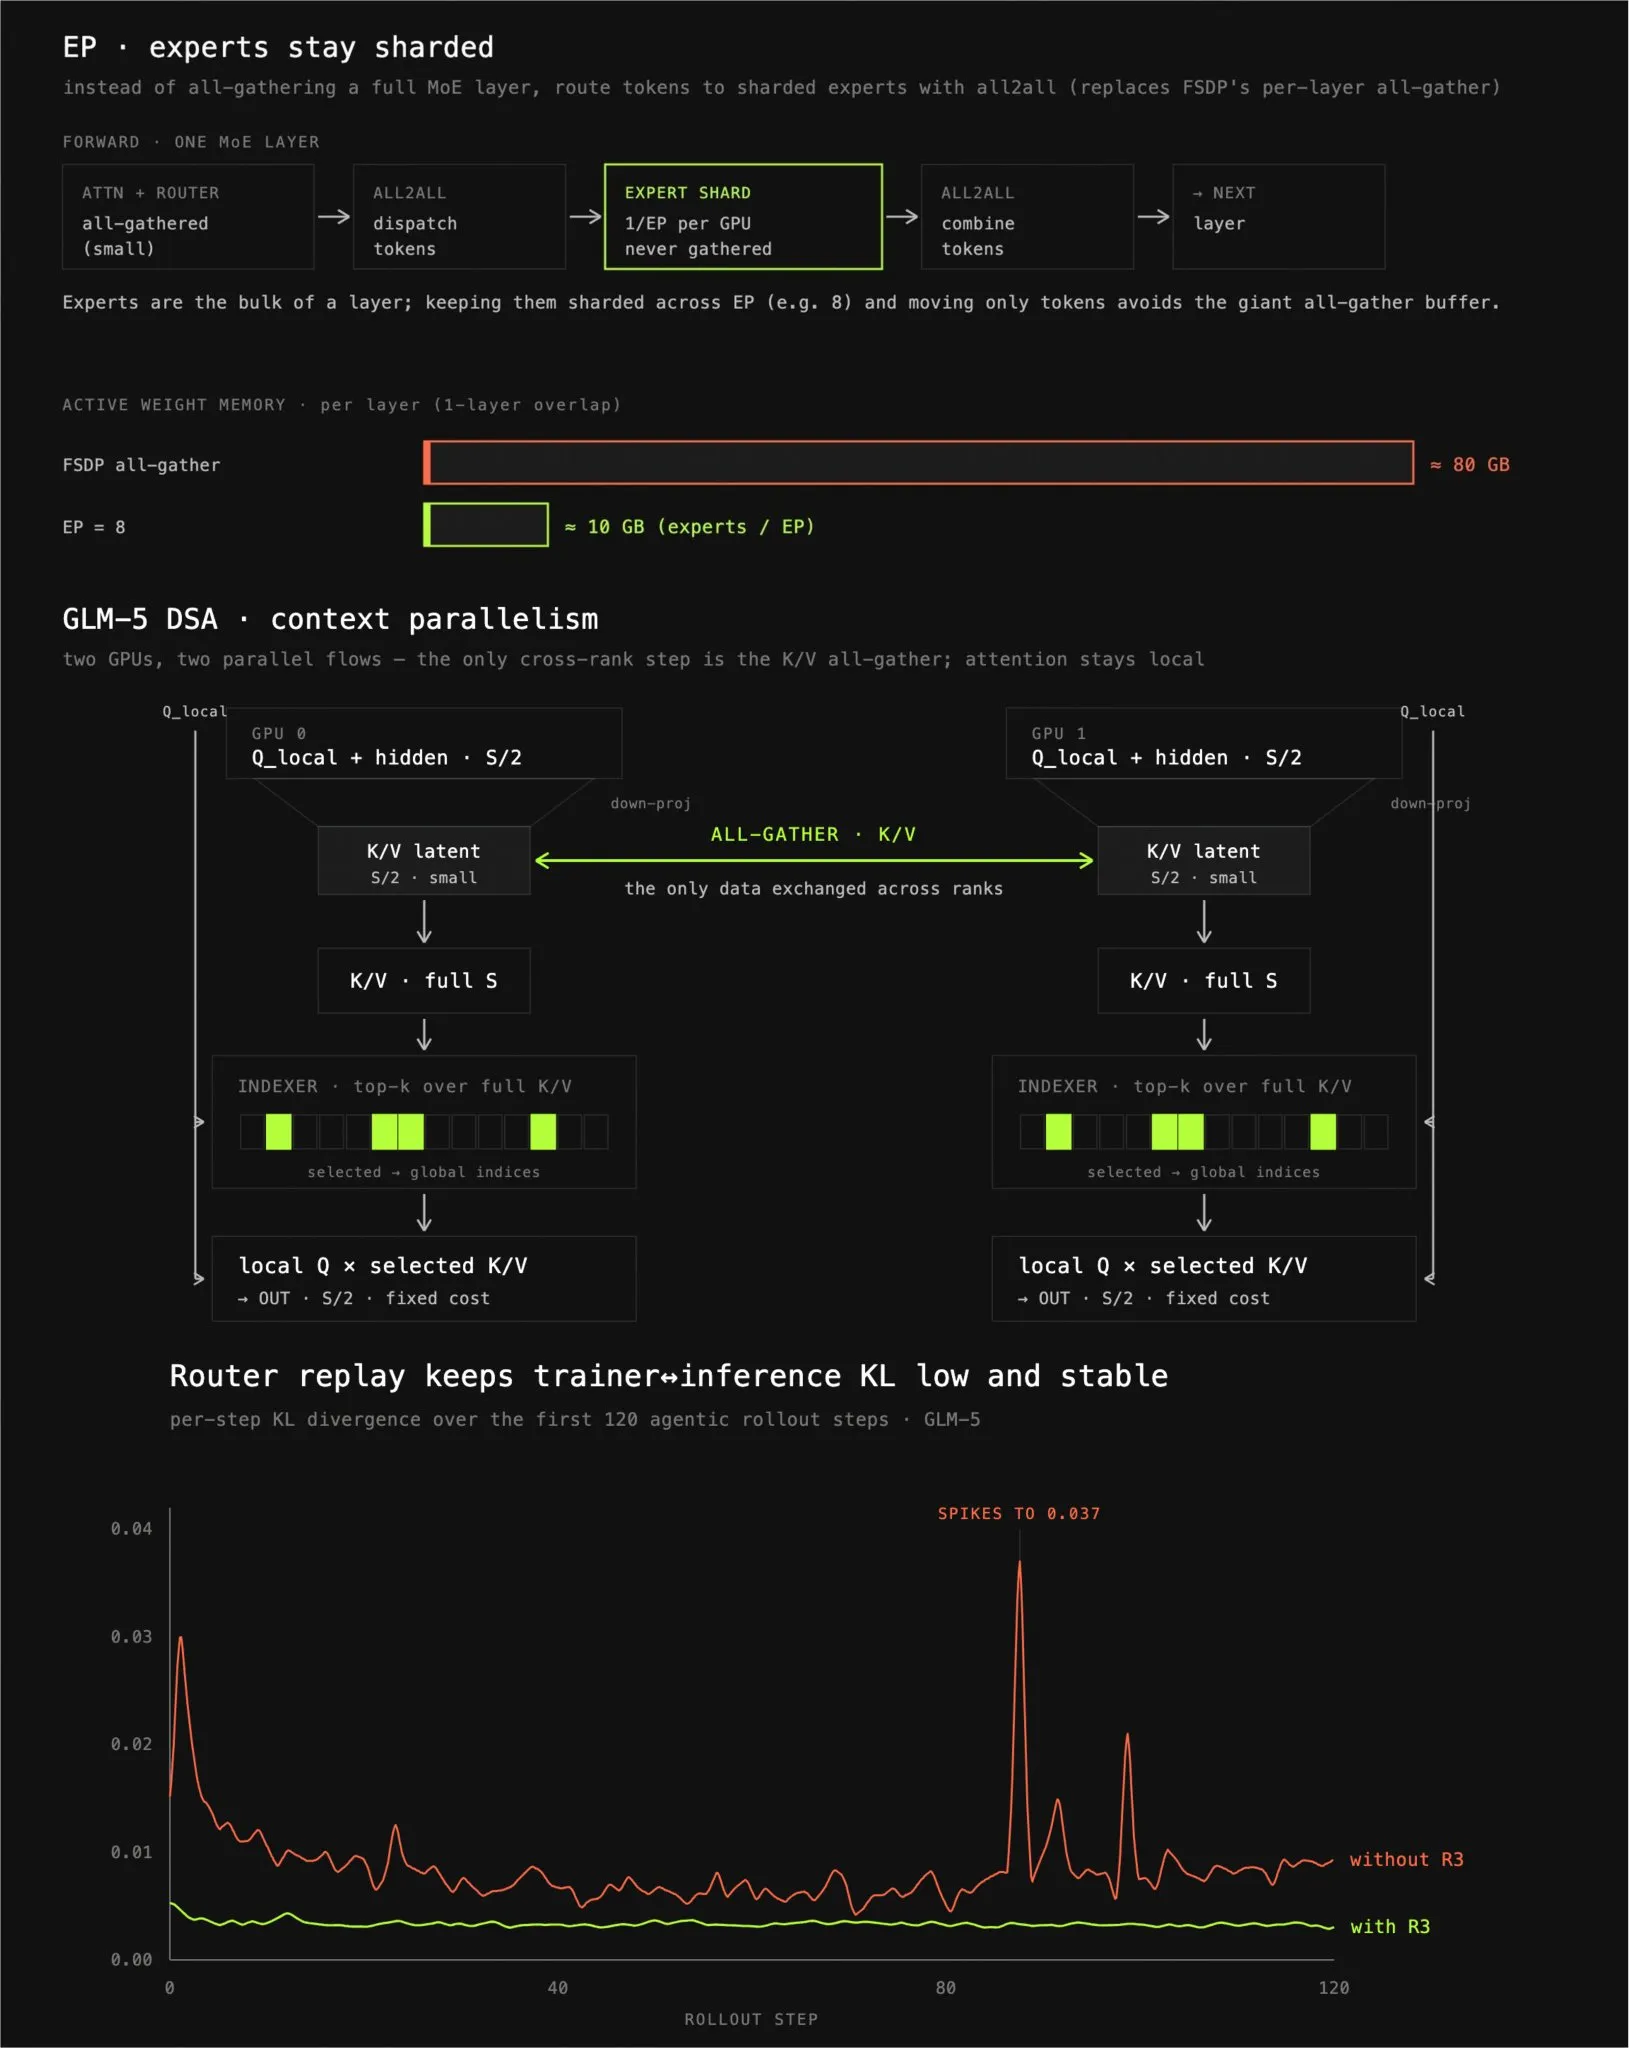 EP · experts stay sharded
instead of all-gathering a full MoE layer, route tokens to sharded experts with all2all (replaces FSDP's per-layer all-gather)
FORWARD · ONE MoE LAYER
ATTN + ROUTER
all-gathered
(small)
ALL2ALL
dispatch
tokens
EXPERT SHARD
1/EP per GPU
never gathered
ALL2ALL
combine
tokens
→ NEXT
layer
Experts are the bulk of a layer; keeping them sharded across EP (e.g. 8) and moving only tokens avoids the giant all-gather buffer.
ACTIVE WEIGHT MEMORY · per layer (1-layer overlap)
FSDP all-gather
≈ 80 GB
EP = 8
≈ 10 GB (experts / EP)
GLM-5 DSA · context parallelism
two GPUs, two parallel flows — the only cross-rank step is the K/V all-gather; attention stays local
Q_local
GPU 0
Q_local + hidden · S/2
down-proj
K/V latent
S/2 · small
ALL-GATHER · K/V
the only data exchanged across ranks
K/V · full S
INDEXER · top-k over full K/V
selected → global indices
local Q × selected K/V
→ OUT · S/2 · fixed cost
Q_local
GPU 1
Q_local + hidden · S/2
down-proj
K/V latent
S/2 · small
K/V · full S
INDEXER · top-k over full K/V
selected → global indices
local Q × selected K/V
→ OUT · S/2 · fixed cost
Router replay keeps trainer↔inference KL low and stable
per-step KL divergence over the first 120 agentic rollout steps · GLM-5
SPIKES TO 0.037
0.04
0.03
0.02
0.01
0.00
without R3
with R3
0
40
80
120
ROLLOUT STEP